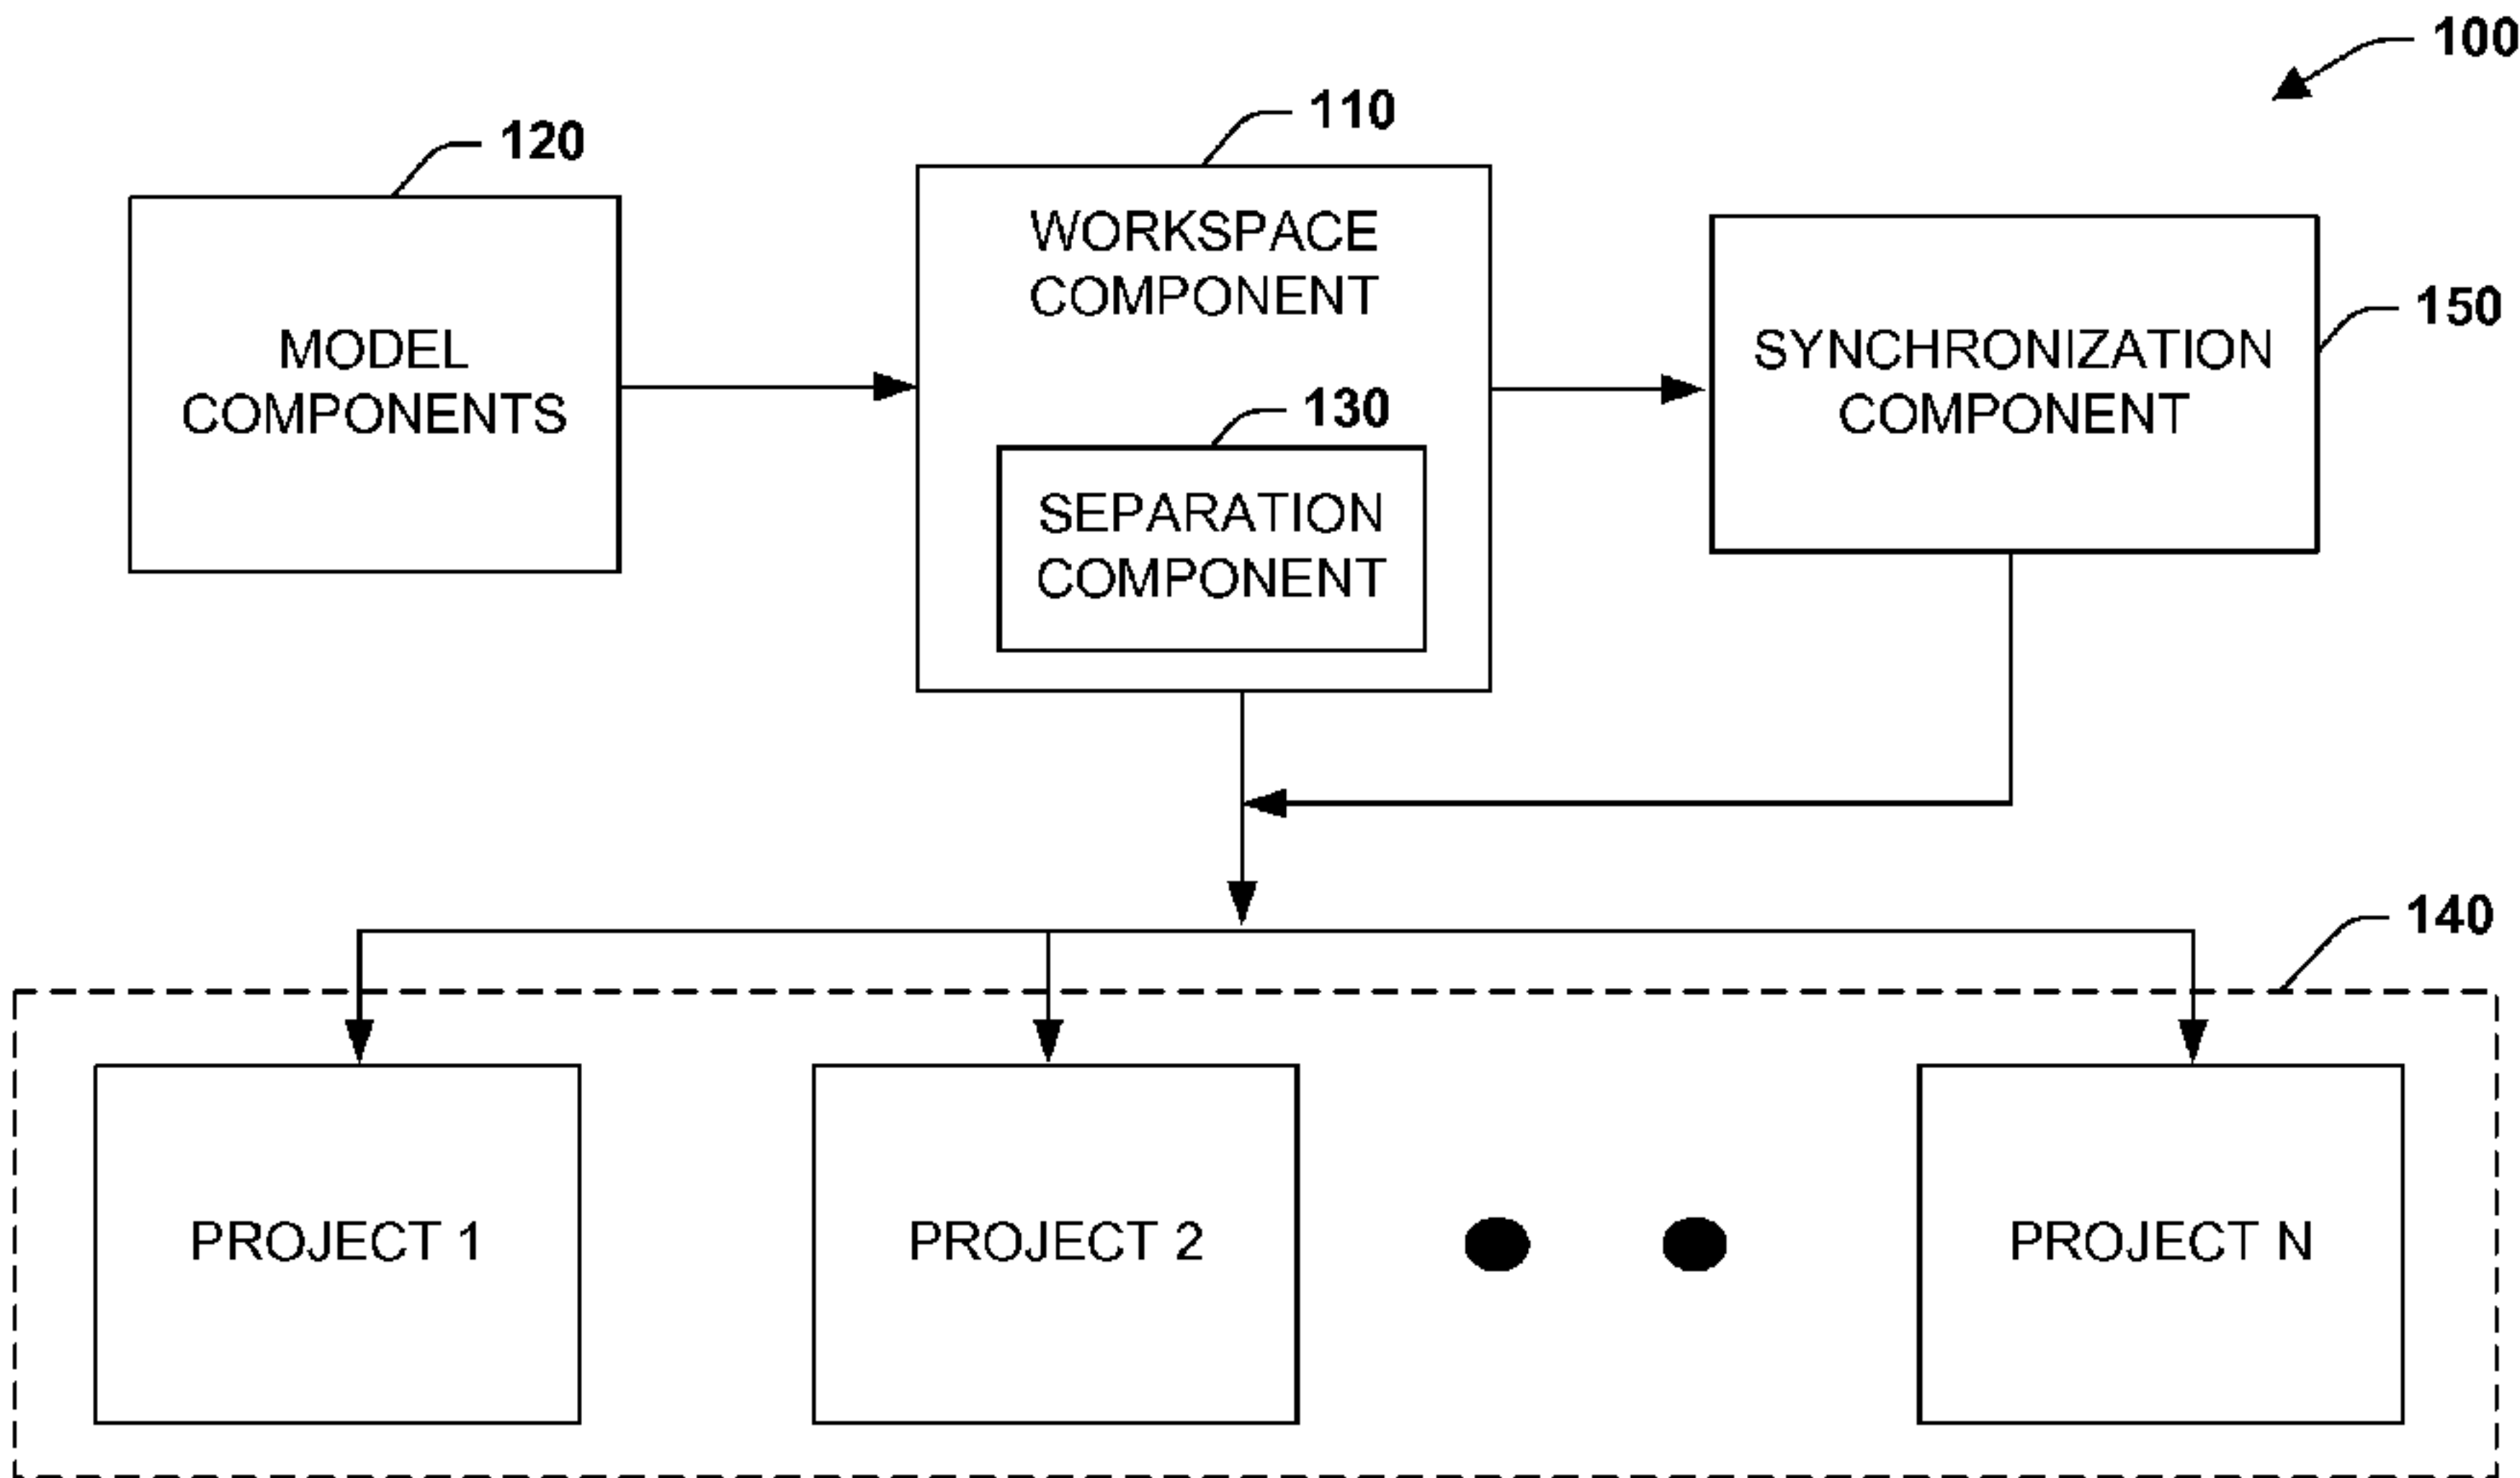 100
110
120
WORKSPACE
COMPONENT
150
MODEL
COMPONENTS
SYNCHRONIZATION
COMPONENT
130
SEPARATION
COMPONENT
140
PROJECT 1
PROJECT 2
PROJECT N